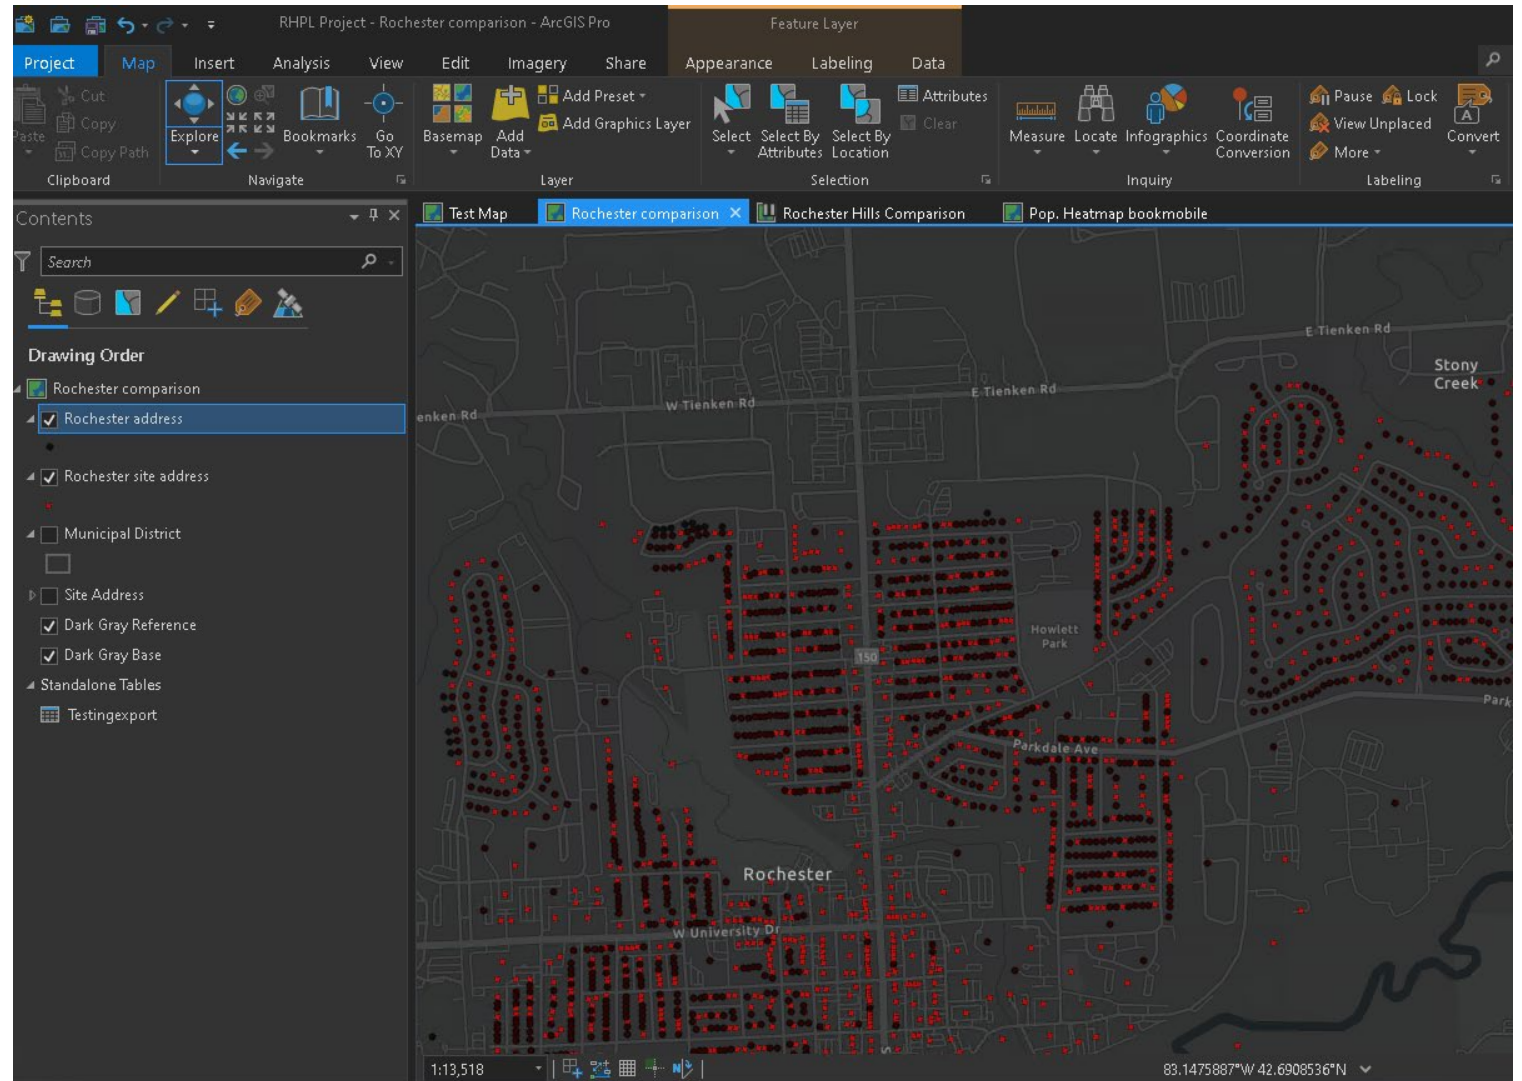 RHPL Project - Rochester comparison - ArcGIS Pro
Feature Layer
Project Map Insert Analysis View Edit Imagery Share Appearance Labeling Data
Paste
Cut
Copy
Copy Path
Clipboard
Explore
Bookmarks
Go
To XY
Navigate
Basemap
Add
Data
Add Preset
Add Graphics Layer
Layer
Select
Select By
Attributes
Select By
Location
Attributes
Clear
Selection
Measure
Locate
Infographics
Coordinate
Conversion
Inquiry
Pause
Lock
View Unplaced
More
Convert
Labeling
Contents
Search
Drawing Order
Rochester comparison
Rochester address
Rochester site address
Municipal District
Site Address
Dark Gray Reference
Dark Gray Base
Standalone Tables
Testingexport
Test Map
Rochester comparison
Rochester Hills Comparison
Pop. Heatmap bookmobile
E Tienken Rd
Stony
Creek
E Tienken Rd
W Tienken Rd
enken Rd
Howlett
Park
150
Park
Parkdale Ave
Rochester
W University Dr
S
1:13,518
83.1475887°W 42.6908536°N